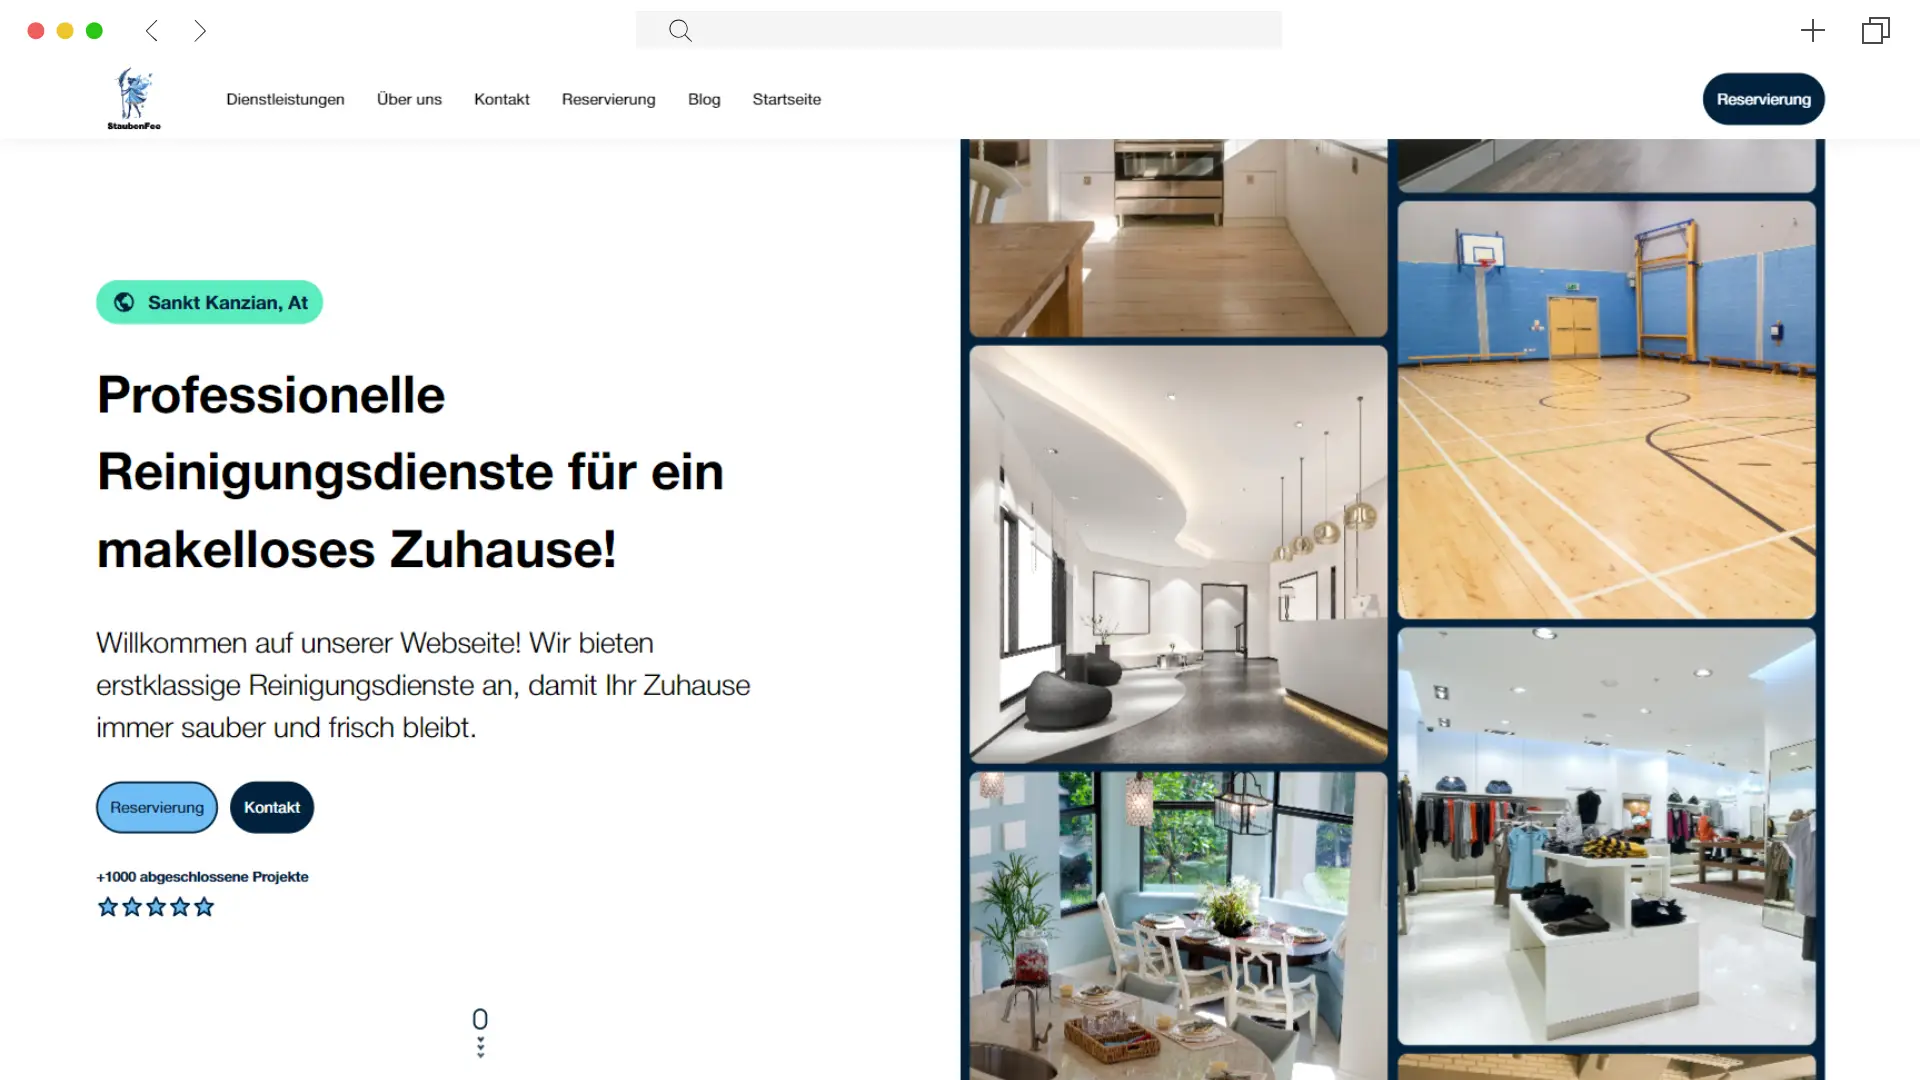 StaubenFee
Dienstleistungen
Über uns
Kontakt
Reservierung
Blog
Startseite
Reservierung
Sankt Kanzian, At
Professionelle
Reinigungsdienste für ein
makelloses Zuhause!
Willkommen auf unserer Webseite! Wir bieten
erstklassige Reinigungsdienste an, damit Ihr Zuhause
immer sauber und frisch bleibt.
Reservierung
Kontakt
+1000 abgeschlossene Projekte